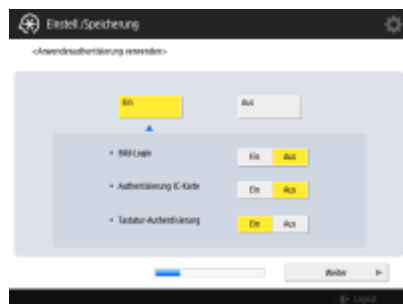 Einstell./Speicherung
<Anwenderauthentisierung verwenden>
Ein
Aus
Bild-Login
Ein
Aus
Authentisierung IC-Karte
Ein
Aus
Tastatur-Authentisierung
Ein
Aus
Weiter
Logout